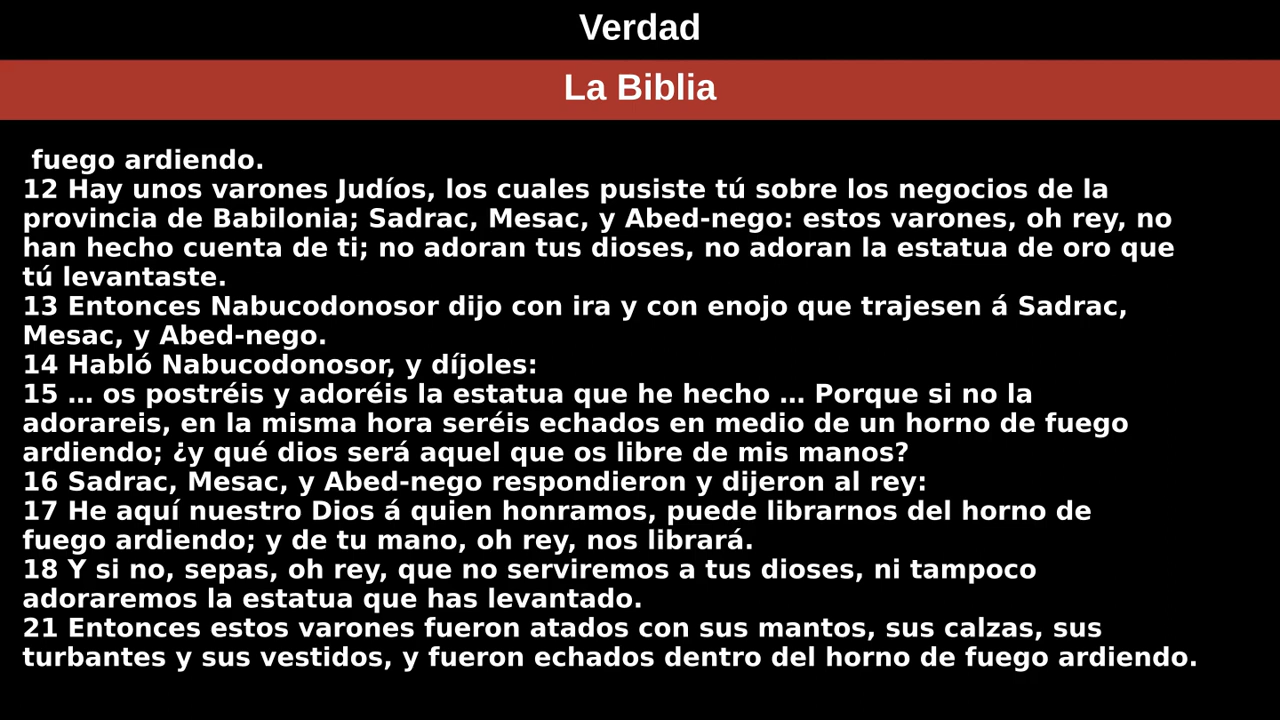 Verdad
La Biblia
fuego ardiendo.
12 Hay unos varones Judíos, los cuales pusiste tú sobre los negocios de la
provincia de Babilonia; Sadrac, Mesac, y Abed-nego: estos varones, oh rey, no
han hecho cuenta de ti; no adoran tus dioses, no adoran la estatua de oro que
tú levantaste.
13 Entonces Nabucodonosor dijo con ira y con enojo que trajesen á Sadrac,
Mesac, y Abed-nego.
14 Habló Nabucodonosor, y díjoles:
15 … os postréis y adoréis la estatua que he hecho … Porque si no la
adorareis, en la misma hora seréis echados en medio de un horno de fuego
ardiendo; ¿y qué dios será aquel que os libre de mis manos?
16 Sadrac, Mesac, y Abed-nego respondieron y dijeron al rey:
17 He aquí nuestro Dios á quien honramos, puede librarnos del horno de
fuego ardiendo; y de tu mano, oh rey, nos librará.
18 Y si no, sepas, oh rey, que no serviremos a tus dioses, ni tampoco
adoraremos la estatua que has levantado.
21 Entonces estos varones fueron atados con sus mantos, sus calzas, sus
turbantes y sus vestidos, y fueron echados dentro del horno de fuego ardiendo.